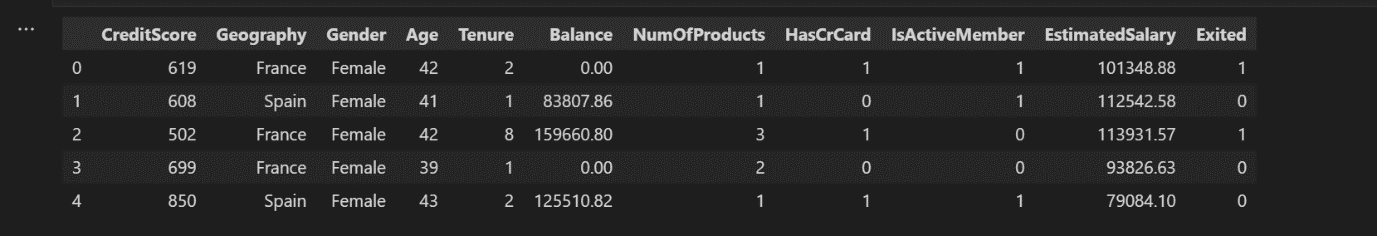 ...
CreditScore Geography Gender Age Tenure Balance NumOfProducts HasCrCard IsActiveMember EstimatedSalary Exited
0 619 France Female 42 2 0.00 1 1 1 101348.88 1
1 608 Spain Female 41 1 83807.86 1 0 1 112542.58 0
2 502 France Female 42 8 159660.80 3 1 0 113931.57 1
3 699 France Female 39 1 0.00 2 0 0 93826.63 0
4 850 Spain Female 43 2 125510.82 1 1 1 79084.10 0